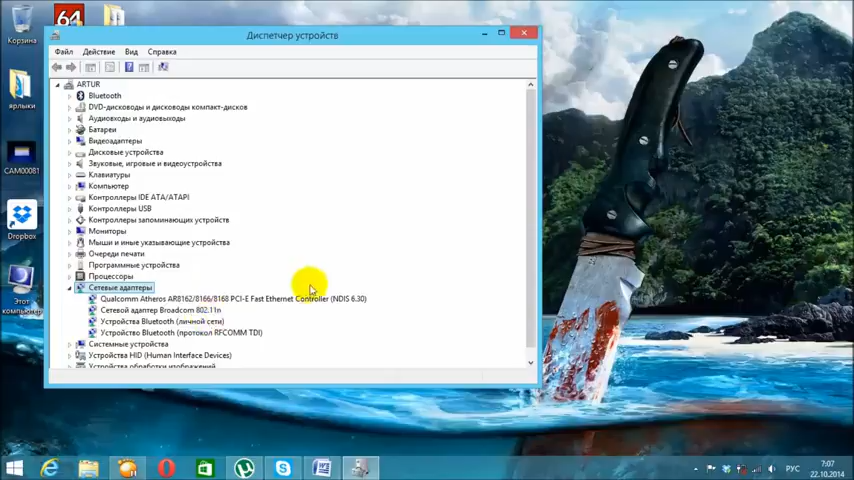 64
Корзина
ярлыки
CAM00081
Dropbox
Этот
компьютер
Диспетчер устройств
Файл Действие Вид Справка
ARTUR
Bluetooth
DVD-дисководы и дисководы компакт-дисков
Аудиовходы и аудиовыходы
Батареи
Видеоадаптеры
Дисковые устройства
Звуковые, игровые и видеоустройства
Клавиатуры
Компьютер
Контроллеры IDE ATA/ATAPI
Контроллеры USB
Контроллеры запоминающих устройств
Мониторы
Мыши и иные указывающие устройства
Очереди печати
Программные устройства
Процессоры
Сетевые адаптеры
Qualcomm Atheros AR8162/8166/8168 PCI-E Fast Ethernet Controller (NDIS 6.30)
Сетевой адаптер Broadcom 802.11n
Устройства Bluetooth (личной сети)
Устройство Bluetooth (протокол RFCOMM TDI)
Системные устройства
Устройства HID (Human Interface Devices)
Устройства обработки изображений
РУС
7:07
22.10.2014